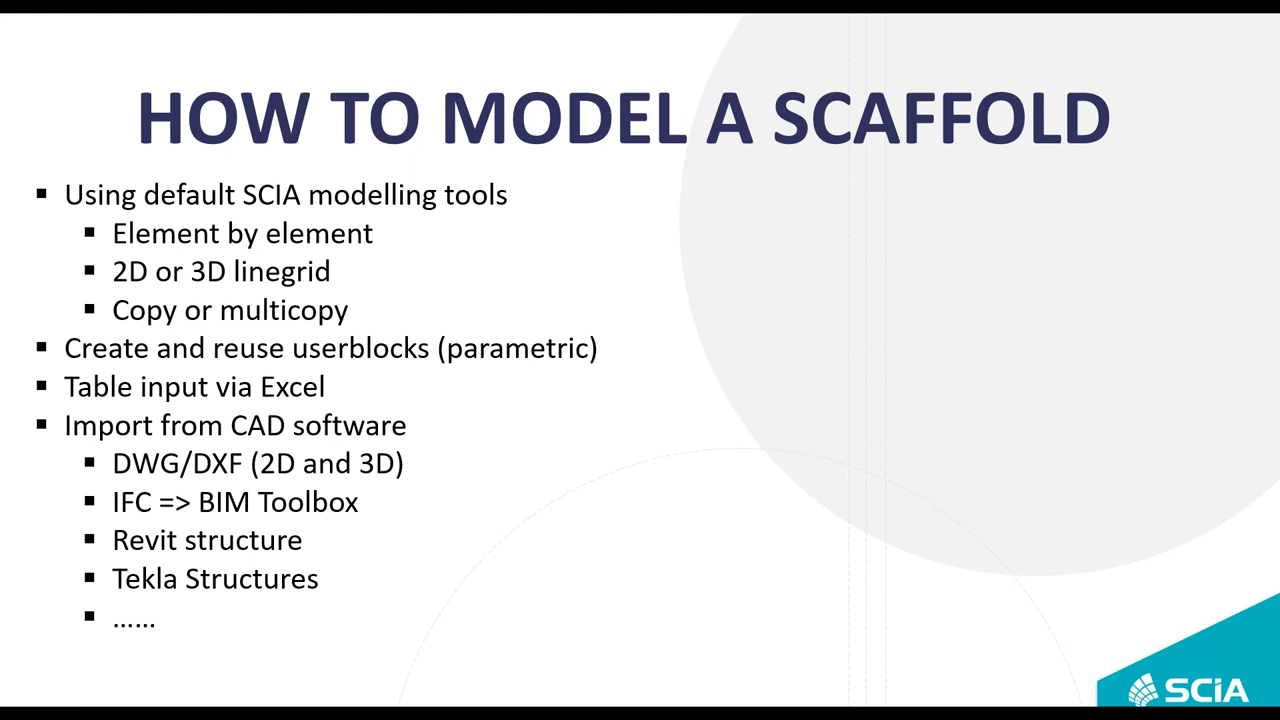 HOW TO MODEL A SCAFFOLD
▪ Using default SCIA modelling tools
▪ Element by element
▪ 2D or 3D linegrid
▪ Copy or multicopy
▪ Create and reuse userblocks (parametric)
▪ Table input via Excel
▪ Import from CAD software
▪ DWG/DXF (2D and 3D)
▪ IFC => BIM Toolbox
▪ Revit structure
▪ Tekla Structures
▪ ......
SCiA